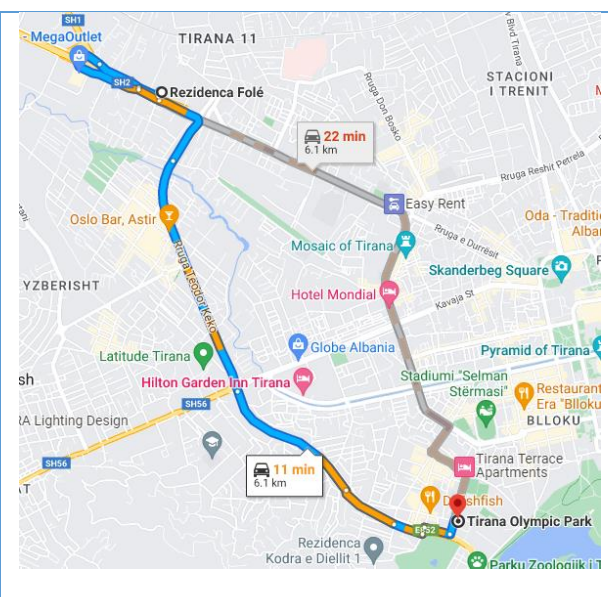 SH1
MegaOutlet
TIRANA 11
Blvd Tirana
STACIONI
I TRENIT
SH2
Rezidenca Folé
Rruga Don Bosko
22 min
6.1 km
Rruga Reshit Petrela
Easy Rent
Oslo Bar, Astir
Rruga e Durrësit
Oda - Traditi
Alba
Mosaic of Tirana
Skanderbeg Square
YZBERISHT
Rruga Teodor Keko
Hotel Mondial
Kavaja St
Globe Albania
Latitude Tirana
Pyramid of Tirana
Hilton Garden Inn Tirana
Stadiumi "Selman
Stërmasi"
Restaurant
Era "Blloku
sh
SH56
RA Lighting Design
BLLOKU
SH56
11 min
6.1 km
Tirana Terrace
Apartments
Tirana Olympic Park
E852
Rezidenca
Kodra e Diellit 1
Parku Zoologjik i T